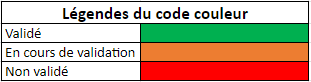 Légendes du code couleur
Validé
En cours de validation
Non validé